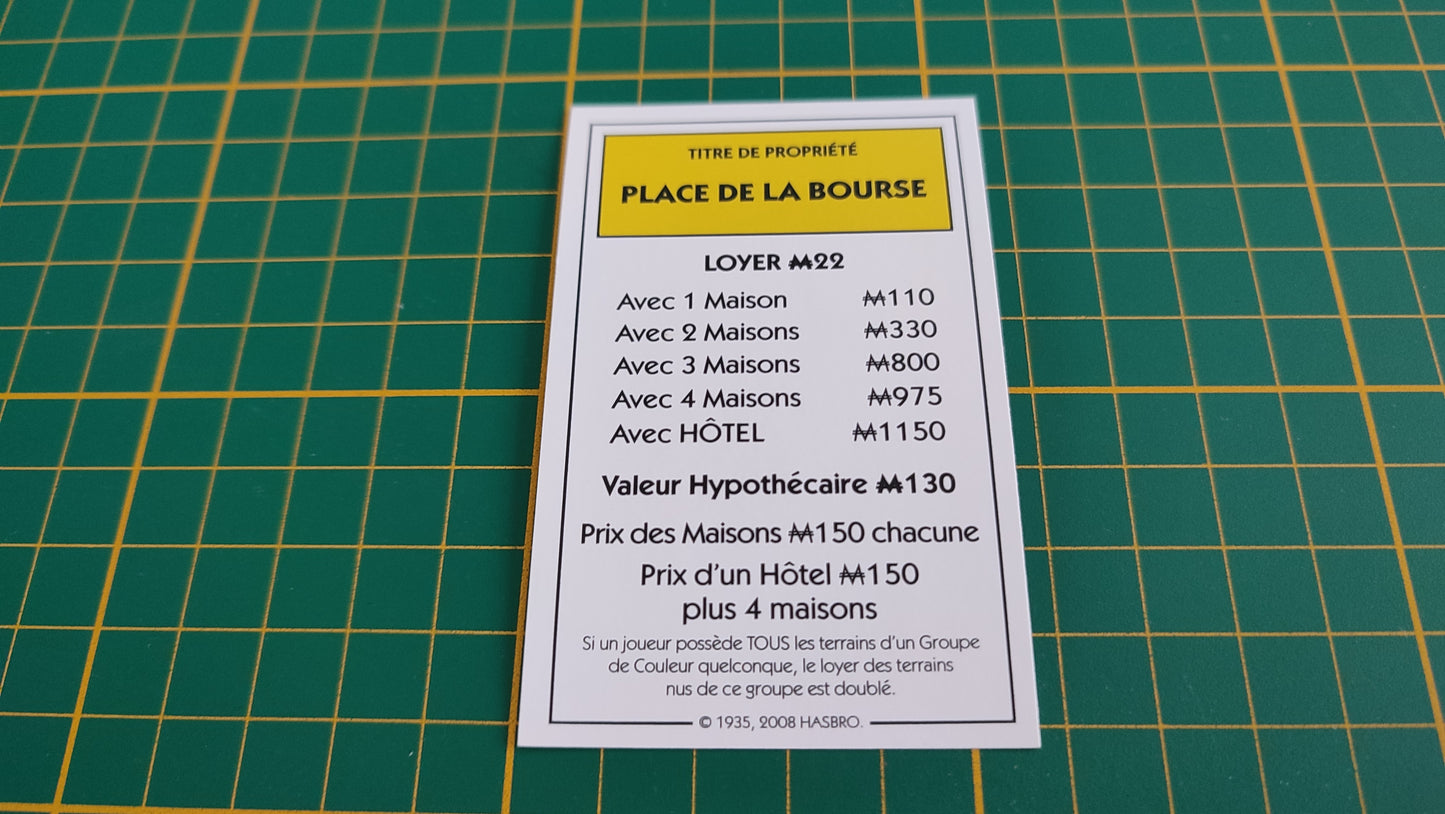 TITRE DE PROPRIÉTÉ
PLACE DE LA BOURSE
LOYER ₳22
Avec 1 Maison ₳110
Avec 2 Maisons ₳330
Avec 3 Maisons ₳800
Avec 4 Maisons ₳975
Avec HÔTEL ₳1150
Valeur Hypothécaire ₳130
Prix des Maisons ₳150 chacune
Prix d'un Hôtel ₳150
plus 4 maisons
Si un joueur possède TOUS les terrains d'un Groupe
de Couleur quelconque, le loyer des terrains
nus de ce groupe est doublé.
© 1935, 2008 HASBRO.